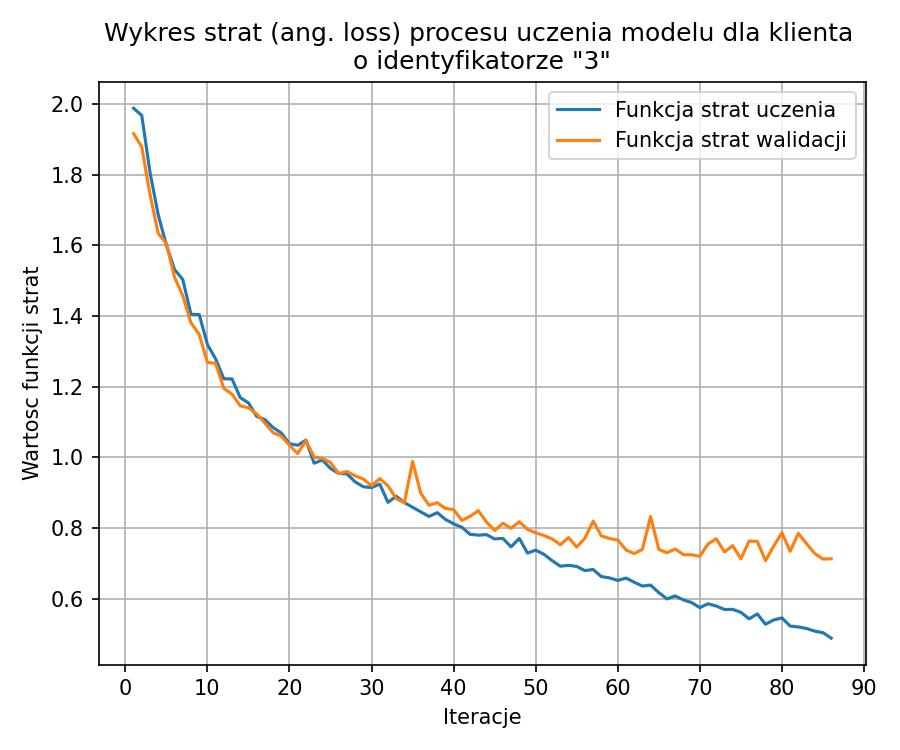 Wykres strat (ang. loss) procesu uczenia modelu dla klienta
o identyfikatorze "3"
Funkcja strat uczenia
Funkcja strat walidacji
Wartosc funkcji strat
2.0
1.8
1.6
1.4
1.2
1.0
0.8
0.6
0 10 20 30 40 50 60 70 80 90
Iteracje